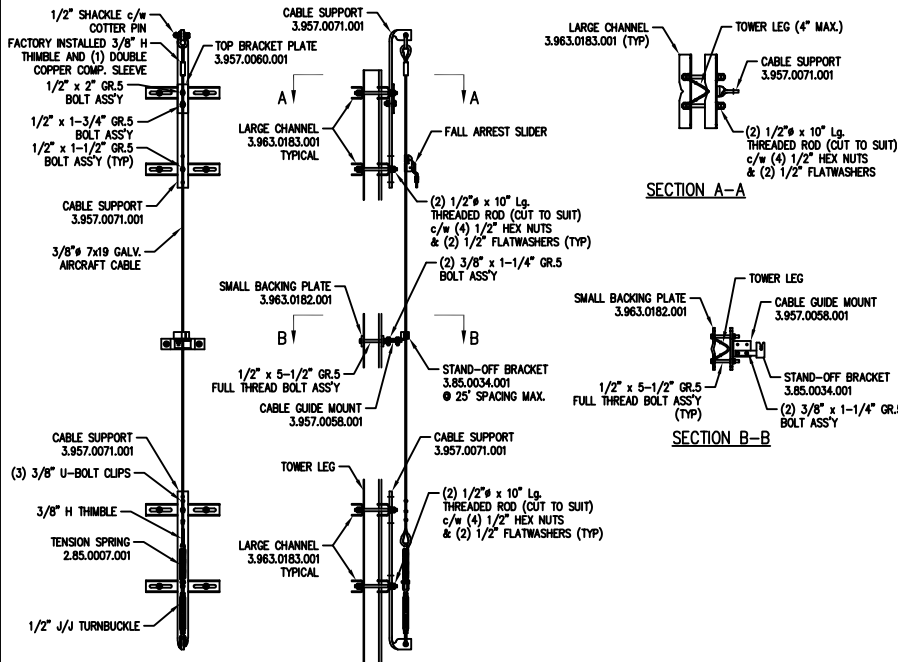 1/2" SHACKLE c/w
COTTER PIN
FACTORY INSTALLED 3/8" H
THIMBLE AND (1) DOUBLE
COPPER COMP. SLEEVE
TOP BRACKET PLATE
3.957.0060.001
1/2" x 2" GR.5
BOLT ASS'Y
1/2" x 1-3/4" GR.5
BOLT ASS'Y
1/2" x 1-1/2" GR.5
BOLT ASS'Y (TYP)
CABLE SUPPORT
3.957.0071.001
3/8"ø 7x19 GALV.
AIRCRAFT CABLE
CABLE SUPPORT
3.957.0071.001
(3) 3/8" U-BOLT CLIPS
3/8" H THIMBLE
TENSION SPRING
2.85.0007.001
1/2" J/J TURNBUCKLE
CABLE SUPPORT
3.957.0071.001
A
A
LARGE CHANNEL
3.963.0183.001
TYPICAL
FALL ARREST SLIDER
(2) 1/2"ø x 10" Lg.
THREADED ROD (CUT TO SUIT)
c/w (4) 1/2" HEX NUTS
& (2) 1/2" FLATWASHERS (TYP)
(2) 3/8" x 1-1/4" GR.5
BOLT ASS'Y
SMALL BACKING PLATE
3.963.0182.001
B
B
1/2" x 5-1/2" GR.5
FULL THREAD BOLT ASS'Y
CABLE GUIDE MOUNT
3.957.0058.001
STAND-OFF BRACKET
3.85.0034.001
@ 25' SPACING MAX.
CABLE SUPPORT
3.957.0071.001
TOWER LEG
(2) 1/2"ø x 10" Lg.
THREADED ROD (CUT TO SUIT)
c/w (4) 1/2" HEX NUTS
& (2) 1/2" FLATWASHERS (TYP)
LARGE CHANNEL
3.963.0183.001
TYPICAL
LARGE CHANNEL
3.963.0183.001 (TYP)
TOWER LEG (4" MAX.)
CABLE SUPPORT
3.957.0071.001
(2) 1/2"ø x 10" Lg.
THREADED ROD (CUT TO SUIT)
c/w (4) 1/2" HEX NUTS
& (2) 1/2" FLATWASHERS
SECTION A-A
TOWER LEG
SMALL BACKING PLATE
3.963.0182.001
CABLE GUIDE MOUNT
3.957.0058.001
STAND-OFF BRACKET
3.85.0034.001
1/2" x 5-1/2" GR.5
FULL THREAD BOLT ASS'Y
(TYP)
(2) 3/8" x 1-1/4" GR.5
BOLT ASS'Y
SECTION B-B